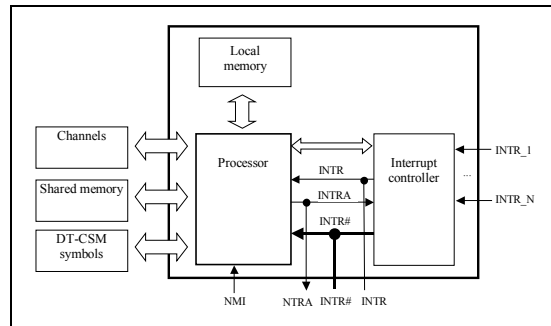 Local
memory
Channels
Shared memory
DT-CSM
symbols
Processor
Interrupt
controller
INTR
INTRA
INTR#
INTR_1
...
INTR_N
NMI
NTRA
INTR#
INTR